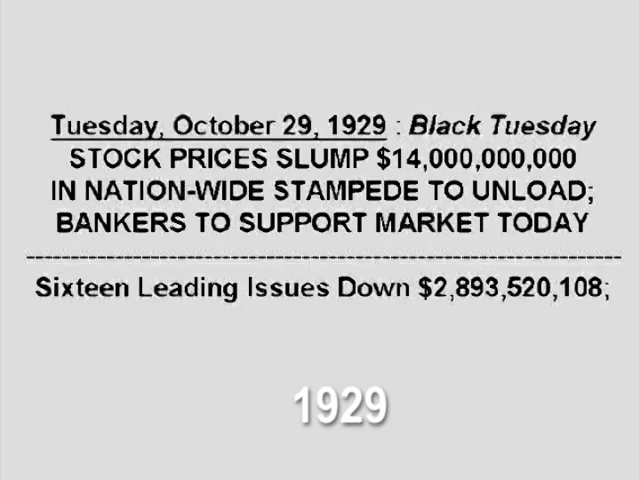 Tuesday, October 29, 1929 : Black Tuesday
STOCK PRICES SLUMP $14,000,000,000
IN NATION-WIDE STAMPEDE TO UNLOAD;
BANKERS TO SUPPORT MARKET TODAY
Sixteen Leading Issues Down $2,893,520,108;
1929